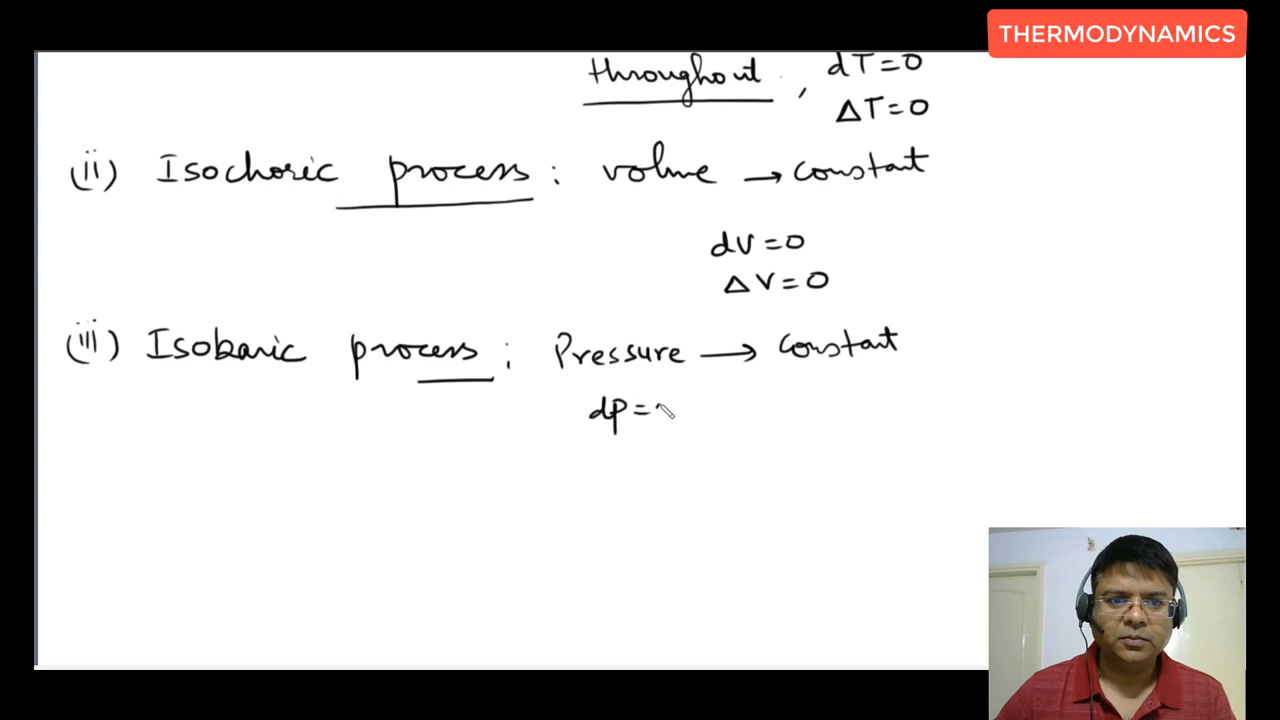 THERMODYNAMICS
throughout , dT=0
ΔT=0
(ii) Isochoric process : volume → constant
dV=0
ΔV=0
(iii) Isobaric process ; Pressure → constant
dp=